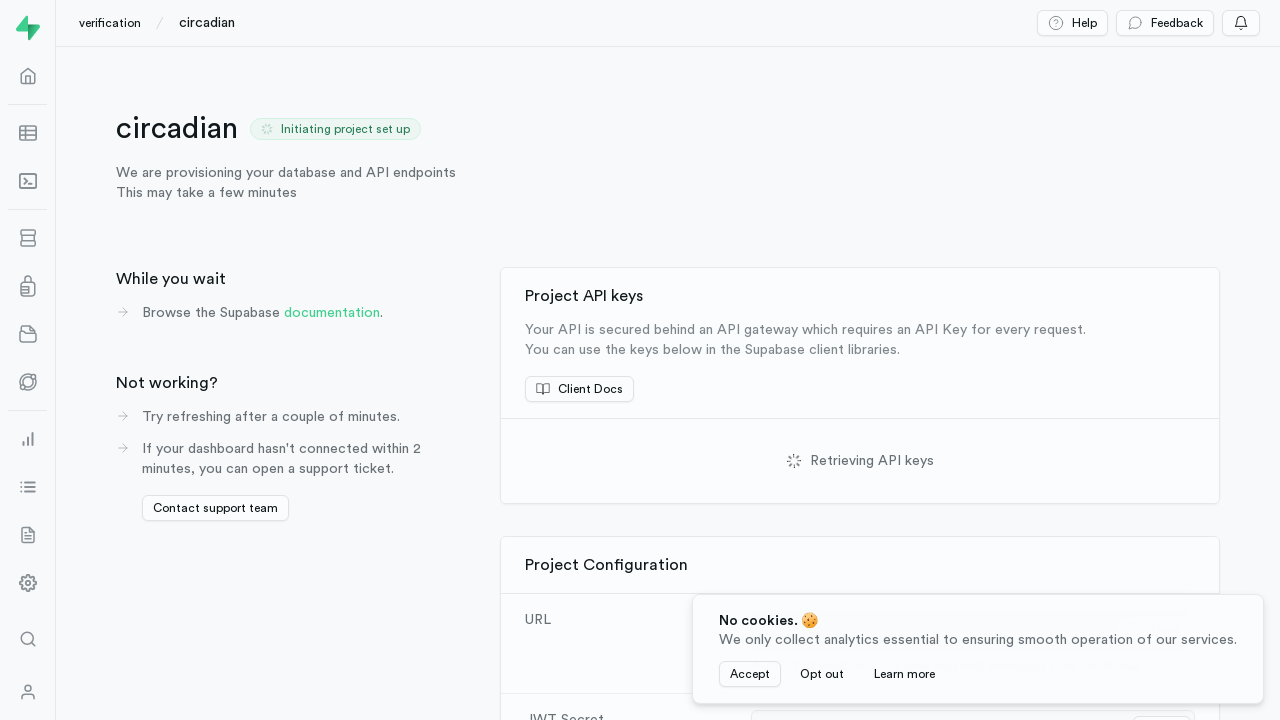 verification / circadian
Help
Feedback
circadian
Initiating project set up
We are provisioning your database and API endpoints
This may take a few minutes
While you wait
Browse the Supabase documentation.
Not working?
Try refreshing after a couple of minutes.
If your dashboard hasn't connected within 2
minutes, you can open a support ticket.
Contact support team
Project API keys
Your API is secured behind an API gateway which requires an API Key for every request.
You can use the keys below in the Supabase client libraries.
Client Docs
Retrieving API keys
Project Configuration
URL
JWT Secret
No cookies. 🍪
We only collect analytics essential to ensuring smooth operation of our services.
Accept
Opt out
Learn more